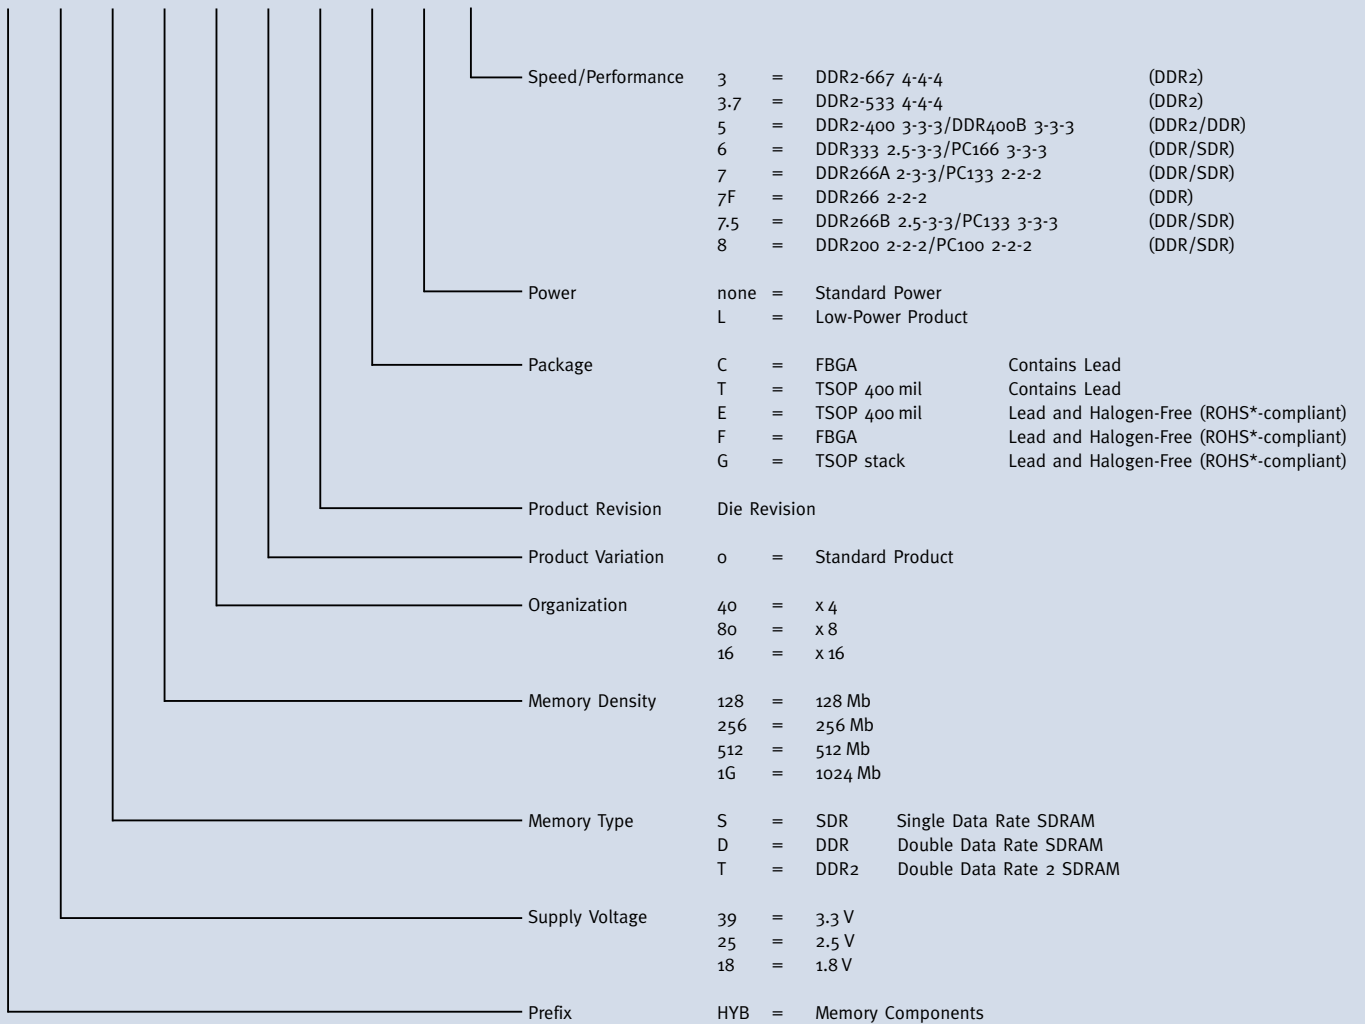 Speed/Performance 3 = DDR2-667 4-4-4 (DDR2)
3.7 = DDR2-533 4-4-4 (DDR2)
5 = DDR2-400 3-3-3/DDR400B 3-3-3 (DDR2/DDR)
6 = DDR333 2.5-3-3/PC166 3-3-3 (DDR/SDR)
7 = DDR266A 2-3-3/PC133 2-2-2 (DDR/SDR)
7F = DDR266 2-2-2 (DDR)
7.5 = DDR266B 2.5-3-3/PC133 3-3-3 (DDR/SDR)
8 = DDR200 2-2-2/PC100 2-2-2 (DDR/SDR)
Power none = Standard Power
L = Low-Power Product
Package C = FBGA Contains Lead
T = TSOP 400 mil Contains Lead
E = TSOP 400 mil Lead and Halogen-Free (ROHS*-compliant)
F = FBGA Lead and Halogen-Free (ROHS*-compliant)
G = TSOP stack Lead and Halogen-Free (ROHS*-compliant)
Product Revision Die Revision
Product Variation 0 = Standard Product
Organization 40 = x 4
80 = x 8
16 = x 16
Memory Density 128 = 128 Mb
256 = 256 Mb
512 = 512 Mb
1G = 1024 Mb
Memory Type S = SDR Single Data Rate SDRAM
D = DDR Double Data Rate SDRAM
T = DDR2 Double Data Rate 2 SDRAM
Supply Voltage 39 = 3.3 V
25 = 2.5 V
18 = 1.8 V
Prefix HYB = Memory Components